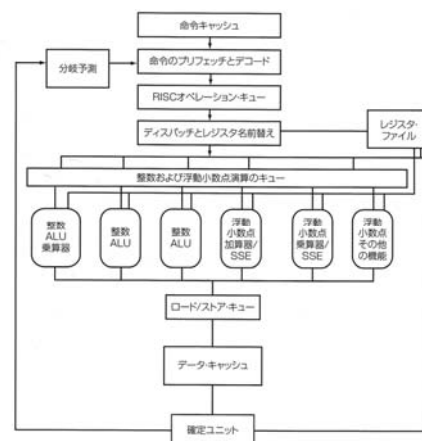 命令キャッシュ
分岐予測
命令のプリフェッチとデコード
RISCオペレーション・キュー
ディスパッチとレジスタ名前替え
レジスタ・
ファイル
整数および浮動小数点演算のキュー
整数
ALU
乗算器
整数
ALU
整数
ALU
浮動
小数点
加算器/
SSE
浮動
小数点
乗算器/
SSE
浮動
小数点
その他
の機能
ロード/ストア・キュー
データ・キャッシュ
確定ユニット